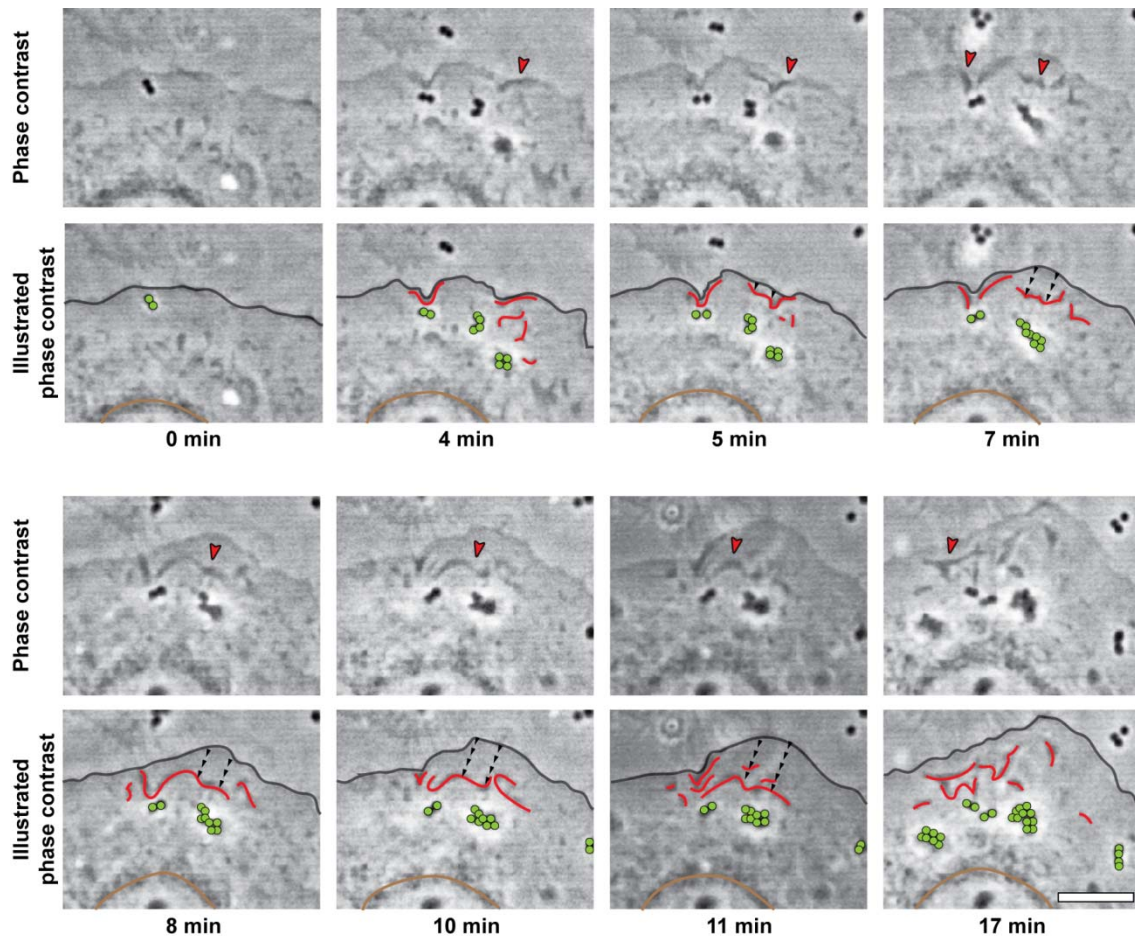 Phase contrast
Illustrated
phase contrast
0 min
4 min
5 min
7 min
Phase contrast
Illustrated
phase contrast
8 min
10 min
11 min
17 min